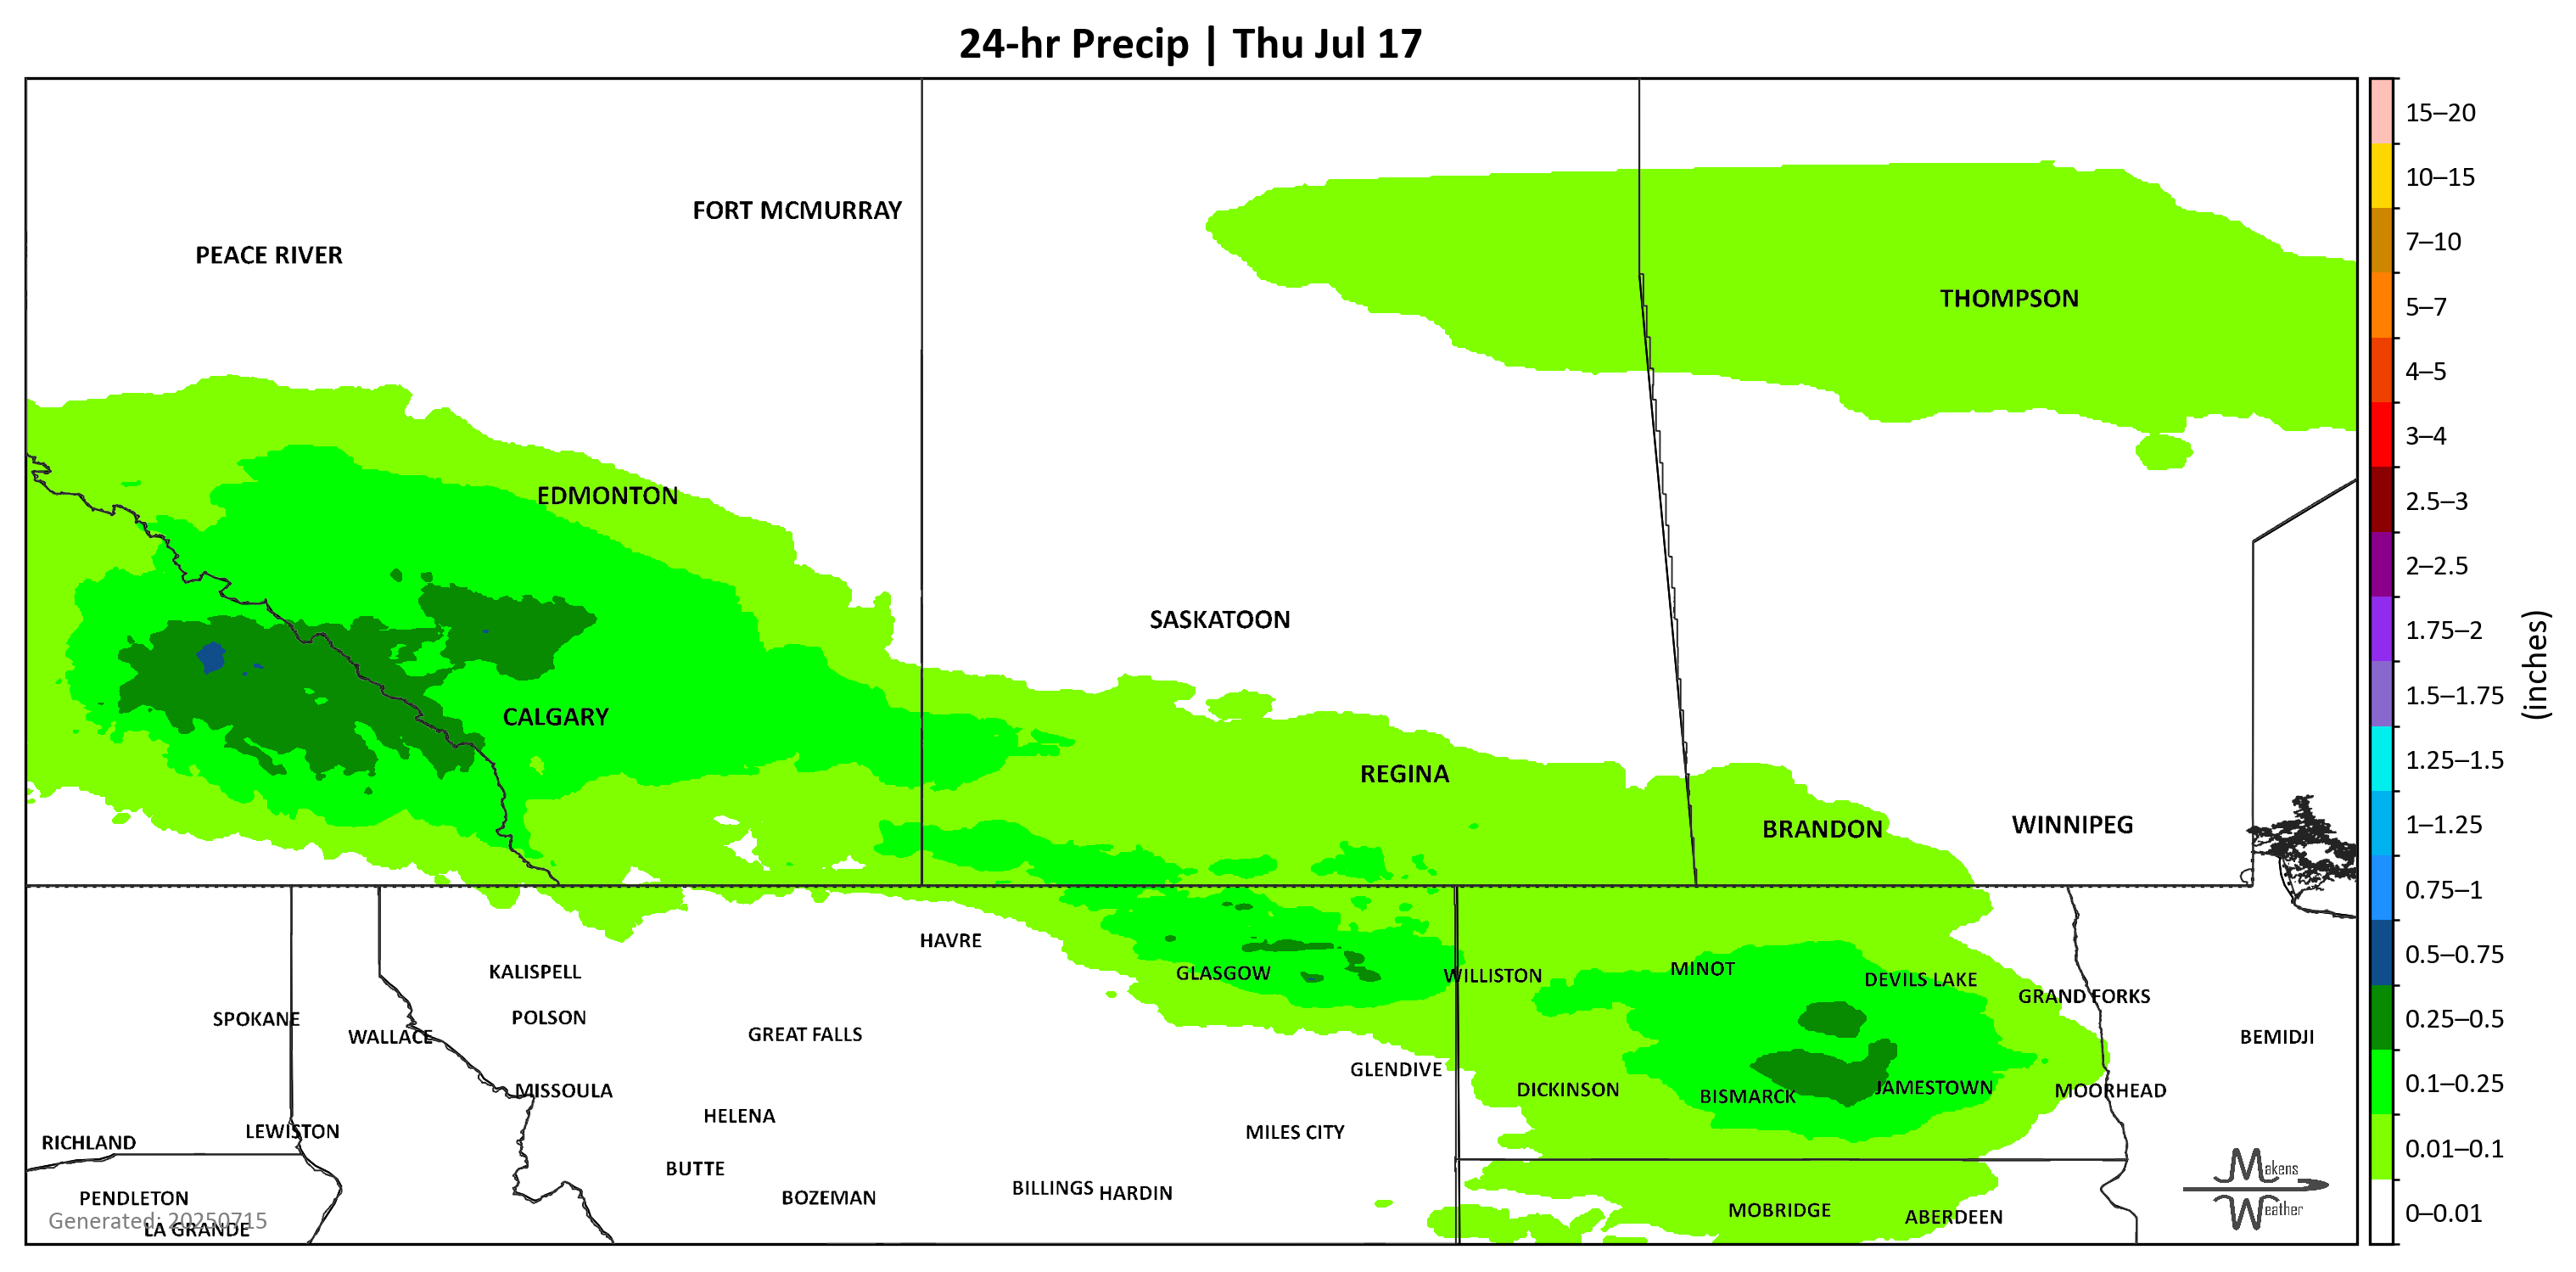 24-hr Precip | Thu Jul 17
FORT MCMURRAY
PEACE RIVER
THOMPSON
EDMONTON
SASKATOON
CALGARY
REGINA
BRANDON
WINNIPEG
HAVRE
KALISPELL
GLASGOW
WILLISTON
MINOT
DEVILS LAKE
GRAND FORKS
SPOKANE
POLSON
WALLACE
GREAT FALLS
BEMIDJI
GLENDIVE
MISSOULA
DICKINSON
BISMARCK
JAMESTOWN
MOORHEAD
HELENA
LEWISTON
MILES CITY
RICHLAND
BUTTE
PENDLETON
BOZEMAN
BILLINGS
HARDIN
MOBRIDGE
ABERDEEN
Generated: 20250715
LA GRANDE
Makens
Weather
15–20
10–15
7–10
5–7
4–5
3–4
2.5–3
2–2.5
1.75–2
1.5–1.75
1.25–1.5
1–1.25
0.75–1
0.5–0.75
0.25–0.5
0.1–0.25
0.01–0.1
0–0.01
(inches)